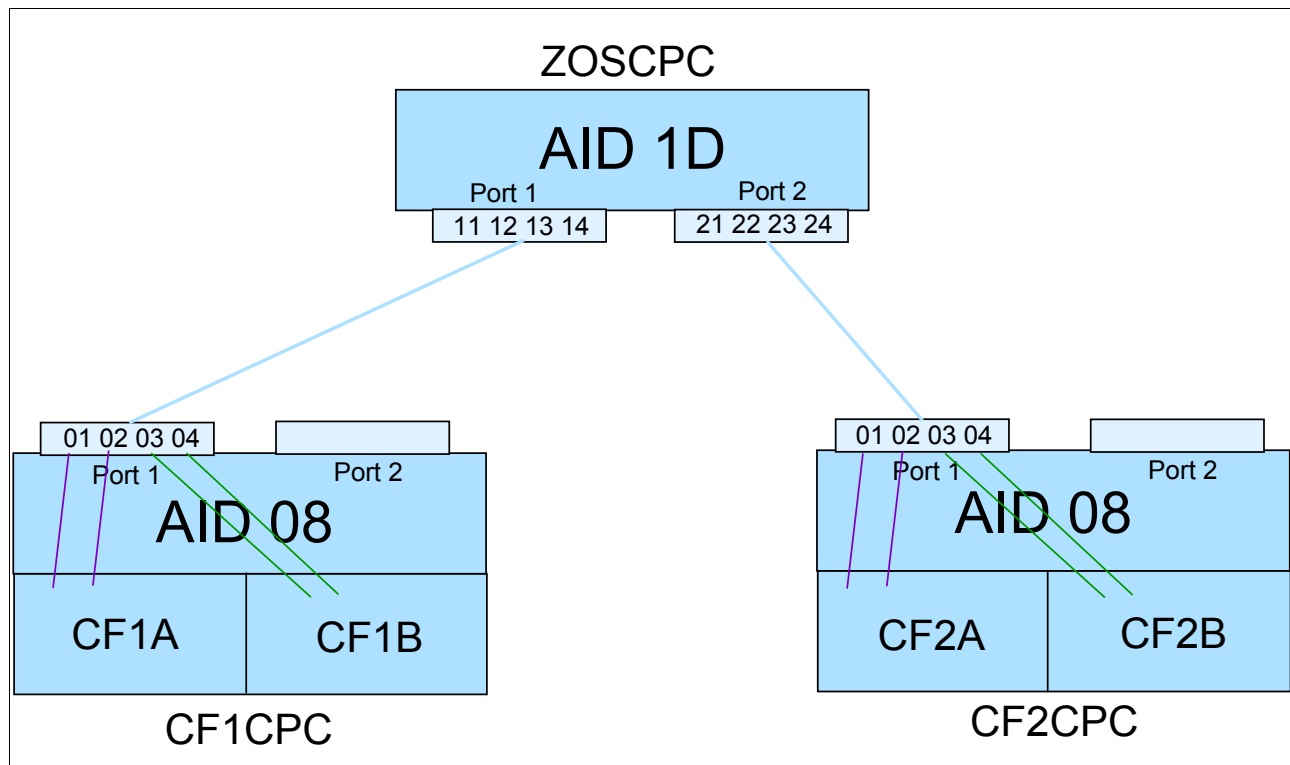 ZOSCPC
AID 1D
Port 1
Port 2
11 12 13 14
21 22 23 24
01 02 03 04
Port 1
Port 2
AID 08
CF1A
CF1B
CF1CPC
01 02 03 04
Port 1
Port 2
AID 08
CF2A
CF2B
CF2CPC